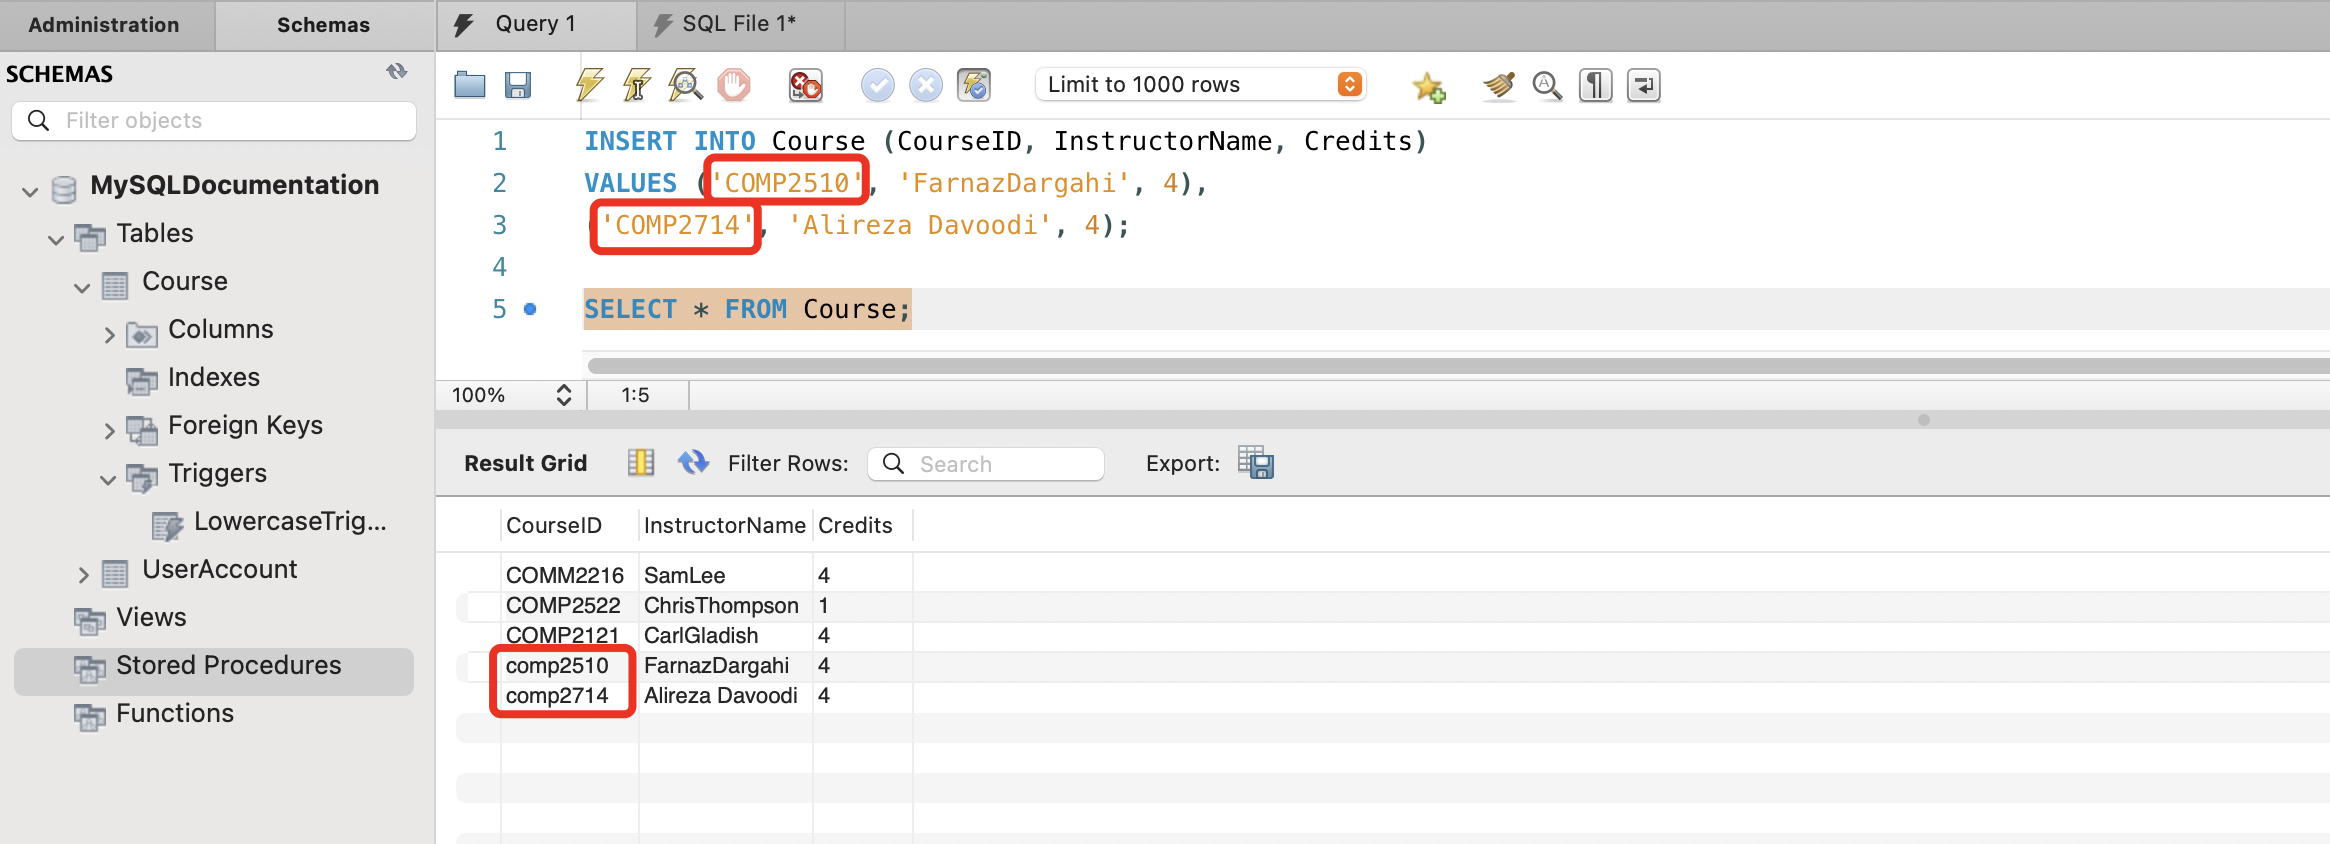 Administration
Schemas
Query 1
SQL File 1*
SCHEMAS
Filter objects
MySQLDocumentation
Tables
Course
Columns
Indexes
Foreign Keys
Triggers
LowercaseTrig...
UserAccount
Views
Stored Procedures
Functions
Limit to 1000 rows
1 INSERT INTO Course (CourseID, InstructorName, Credits)
2 VALUES ('COMP2510', 'FarnazDargahi', 4),
3 ('COMP2714', 'Alireza Davoodi', 4);
4
5 SELECT * FROM Course;
100% 1:5
Result Grid Filter Rows: Search Export:
CourseID InstructorName Credits
COMM2216 SamLee 4
COMP2522 ChrisThompson 1
COMP2121 CarlGladish 4
comp2510 FarnazDargahi 4
comp2714 Alireza Davoodi 4